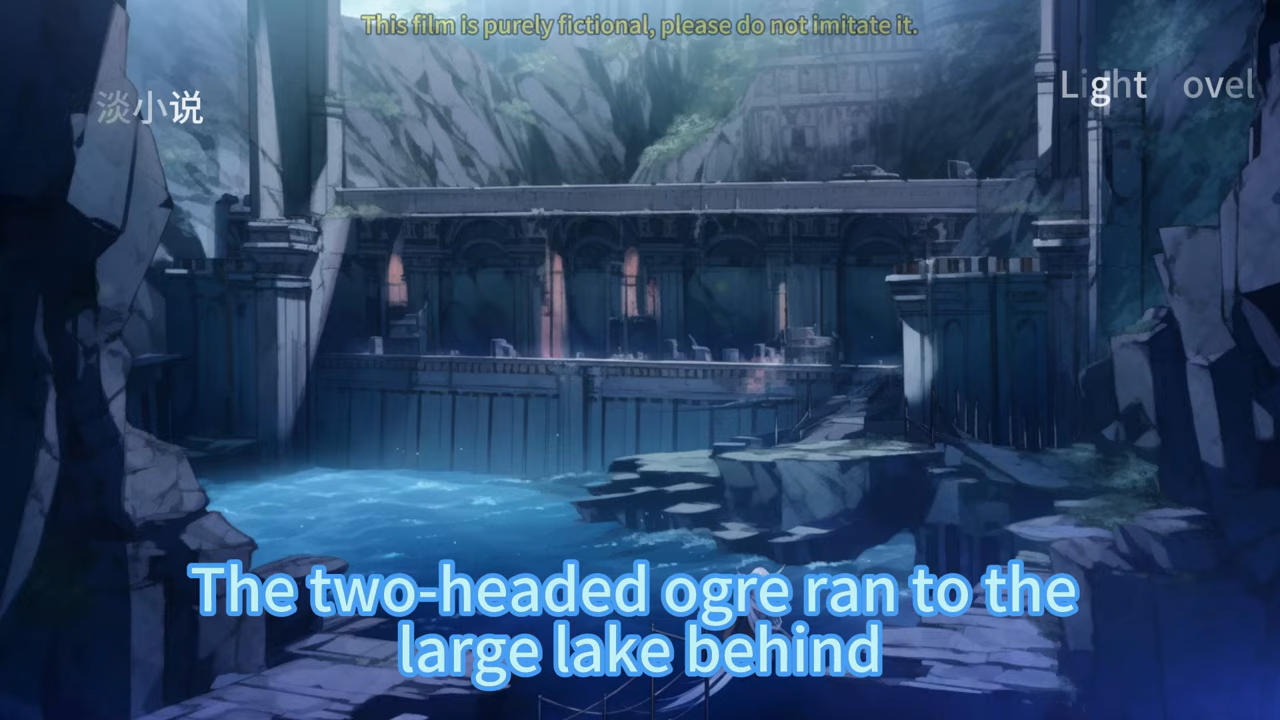 This film is purely fictional, please do not imitate it.
淡小说
Light ovel
The two-headed ogre ran to the
large lake behind